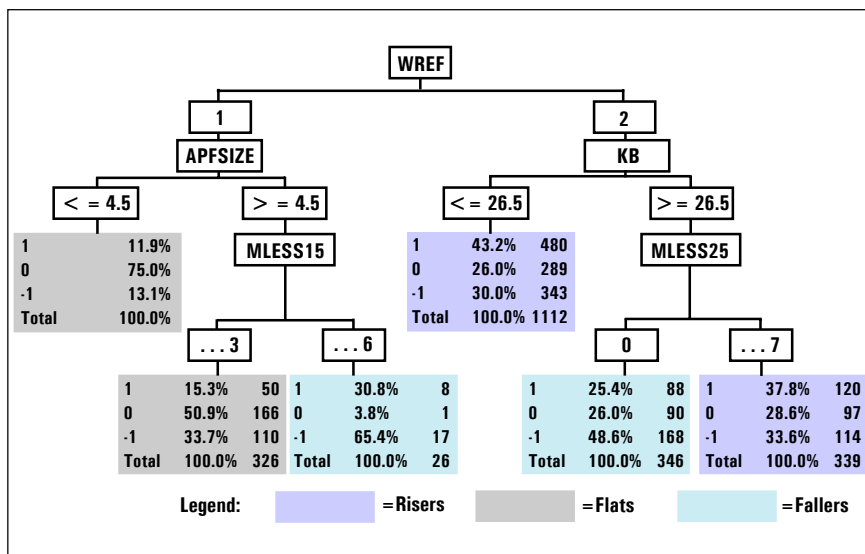 WREF
1
2
APFSIZE
KB
< = 4.5
> = 4.5
< = 26.5
> = 26.5
1 11.9%
0 75.0%
-1 13.1%
Total 100.0%
MLESS15
1 43.2% 480
0 26.0% 289
-1 30.0% 343
Total 100.0% 1112
MLESS25
. . . 3
. . . 6
0
. . . 7
1 15.3% 50
0 50.9% 166
-1 33.7% 110
Total 100.0% 326
1 30.8% 8
0 3.8% 1
-1 65.4% 17
Total 100.0% 26
1 25.4% 88
0 26.0% 90
-1 48.6% 168
Total 100.0% 346
1 37.8% 120
0 28.6% 97
-1 33.6% 114
Total 100.0% 339
Legend: =Risers =Flats =Fallers